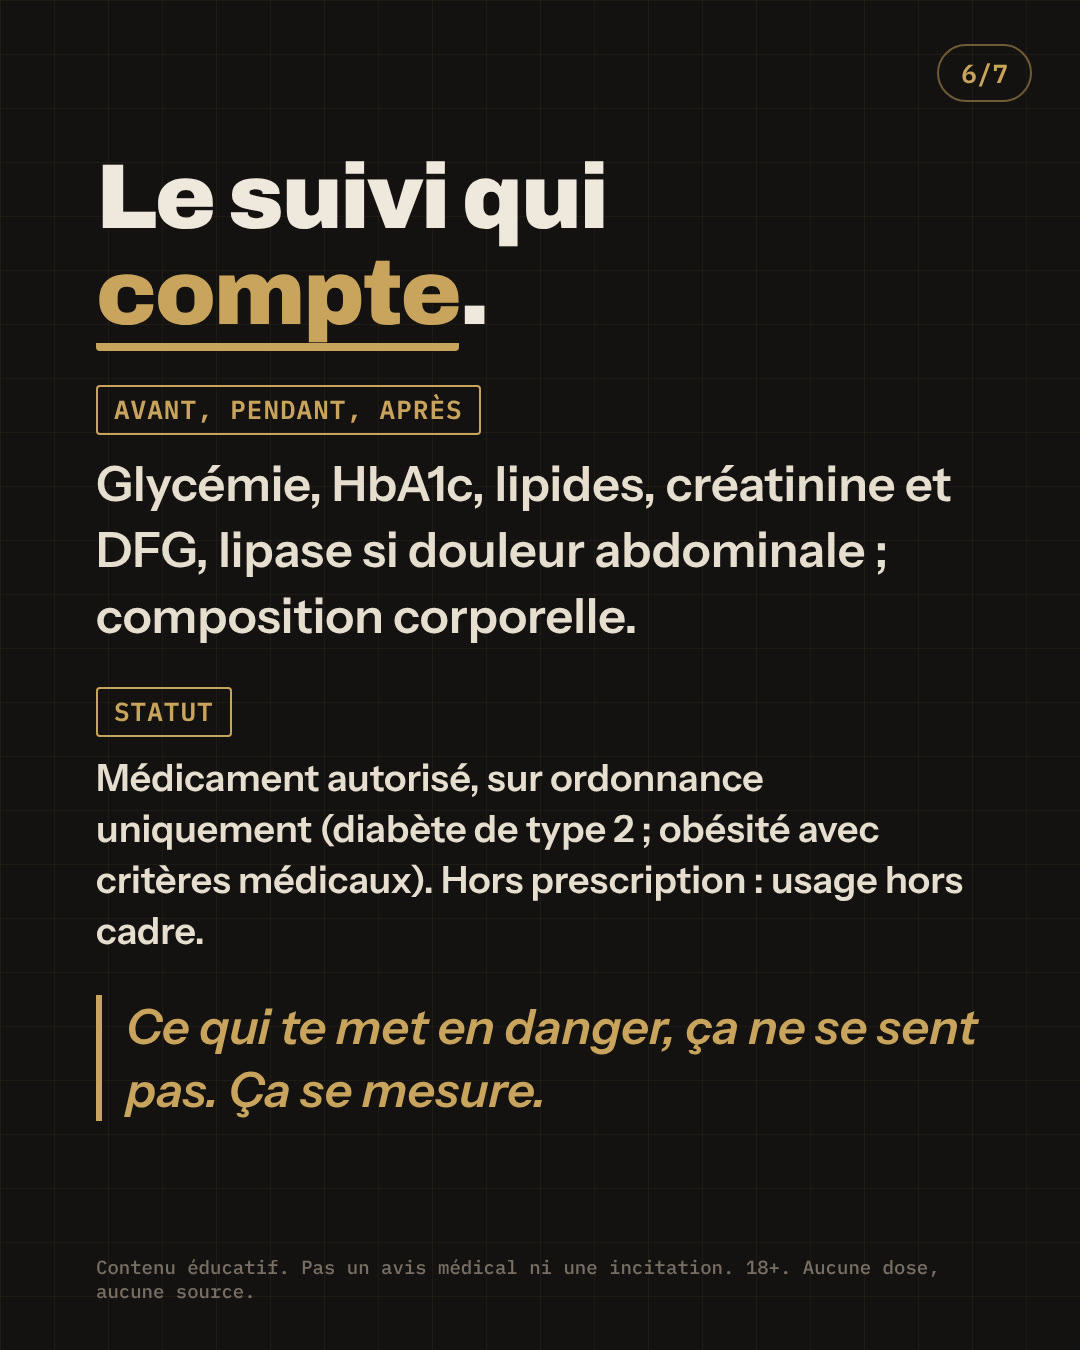 6/7
Le suivi qui
compte.
AVANT, PENDANT, APRÈS
Glycémie, HbA1c, lipides, créatinine et
DFG, lipase si douleur abdominale ;
composition corporelle.
STATUT
Médicament autorisé, sur ordonnance
uniquement (diabète de type 2 ; obésité avec
critères médicaux). Hors prescription : usage hors
cadre.
Ce qui te met en danger, ça ne se sent
pas. Ça se mesure.
Contenu éducatif. Pas un avis médical ni une incitation. 18+. Aucune dose,
aucune source.